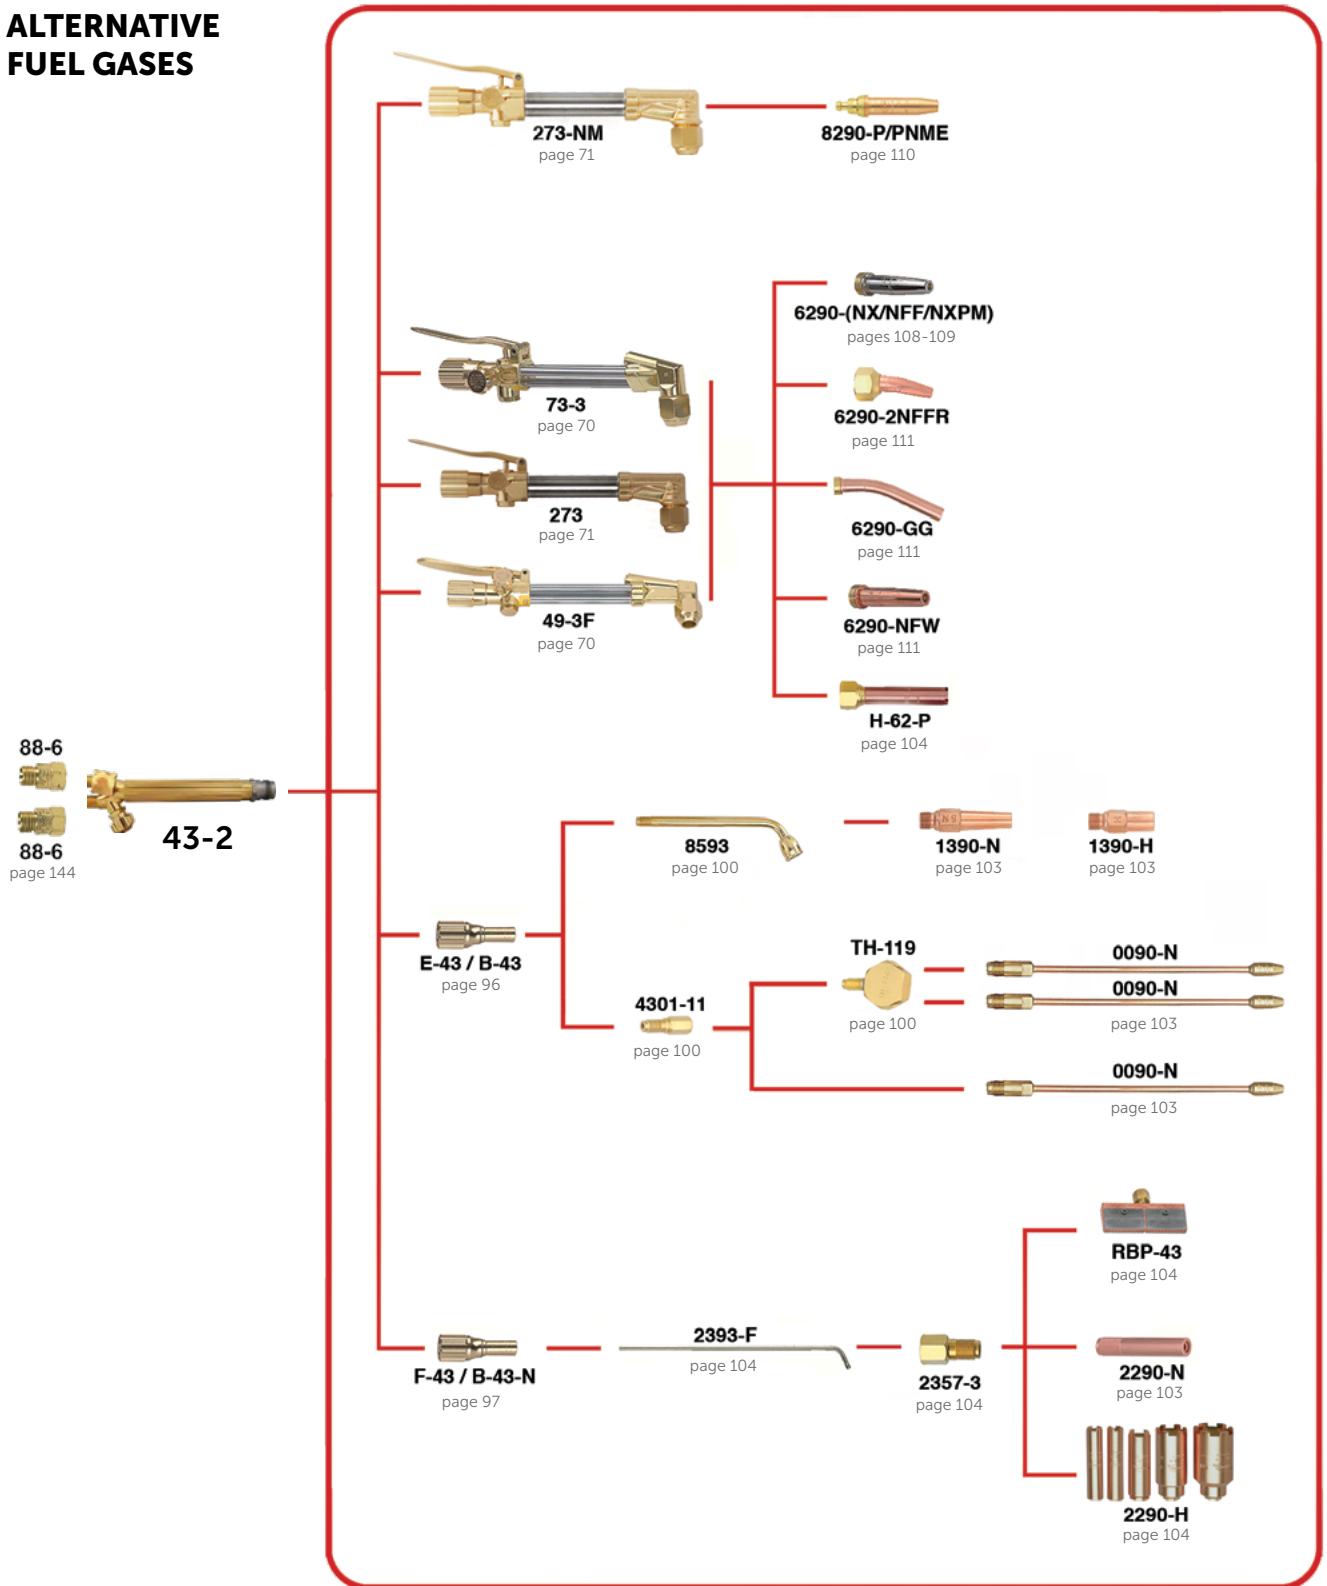 ALTERNATIVE
FUEL GASES
273-NM
page 71
8290-P/PNME
page 110
6290-(NX/NFF/NXPM)
pages 108-109
73-3
page 70
6290-2NFFR
page 111
273
page 71
6290-GG
page 111
49-3F
page 70
6290-NFW
page 111
H-62-P
page 104
88-6
88-6
page 144
43-2
8593
page 100
1390-N
page 103
1390-H
page 103
E-43 / B-43
page 96
4301-11
page 100
TH-119
page 100
0090-N
0090-N
page 103
0090-N
page 103
RBP-43
page 104
F-43 / B-43-N
page 97
2393-F
page 104
2357-3
page 104
2290-N
page 103
2290-H
page 104